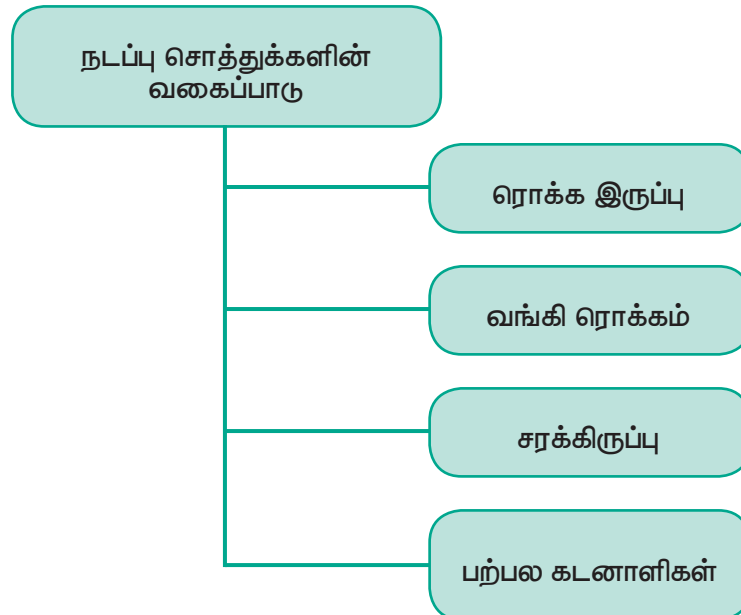 நடப்பு சொத்துக்களின்
வகைப்பாடு
ரொக்க இருப்பு
வங்கி ரொக்கம்
சரக்கிருப்பு
பற்பல கடனாளிகள்